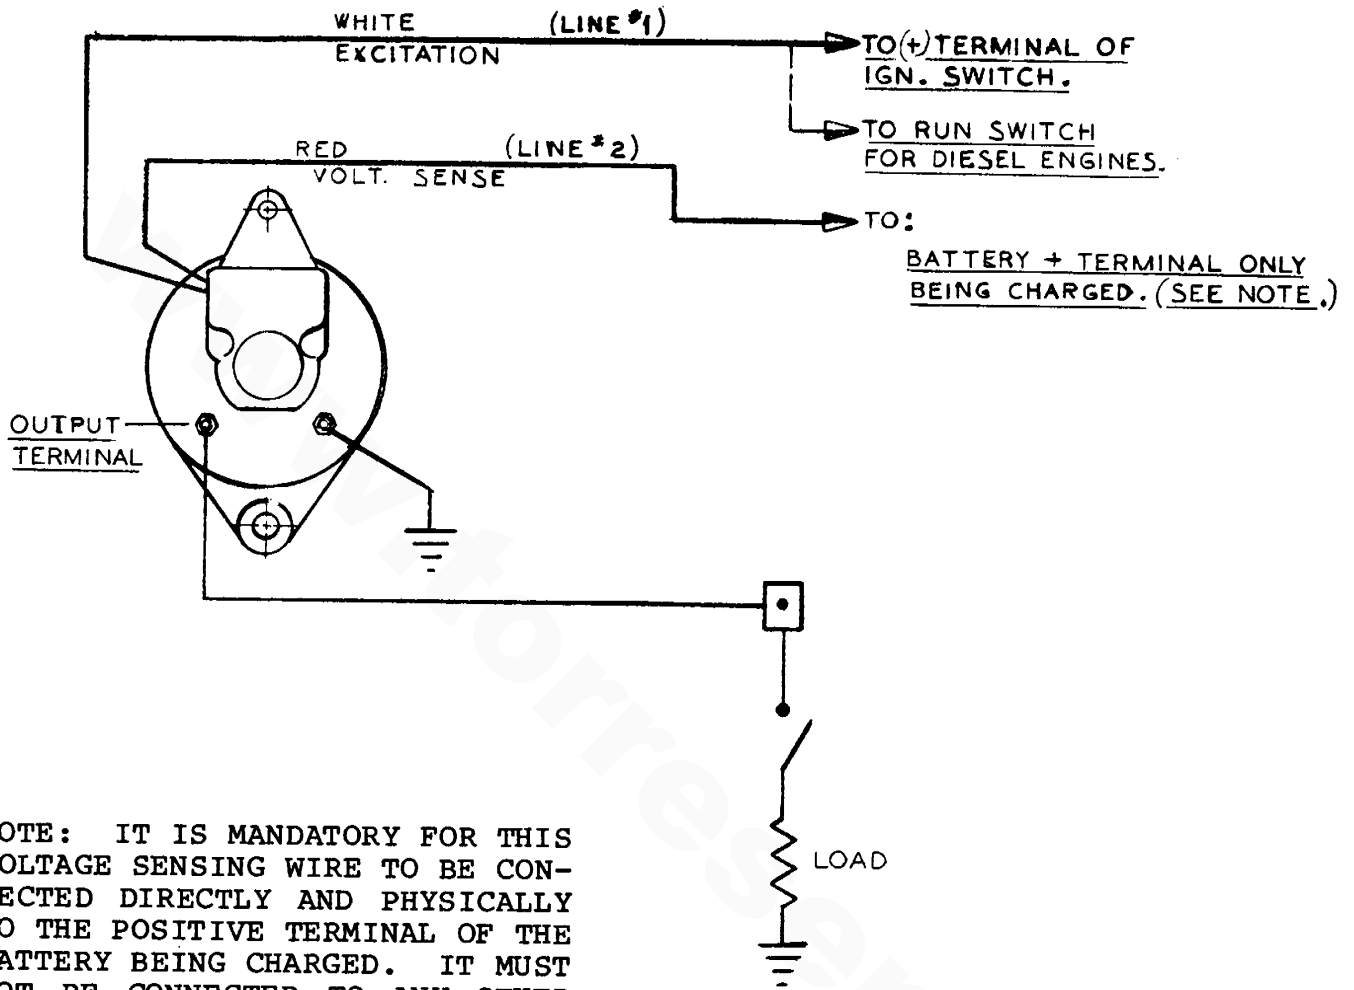 WHITE (LINE #1)
EXCITATION
TO (+) TERMINAL OF
IGN. SWITCH.
TO RUN SWITCH
FOR DIESEL ENGINES.
RED (LINE #2)
VOLT. SENSE
TO:
BATTERY + TERMINAL ONLY
BEING CHARGED. (SEE NOTE.)
OUTPUT
TERMINAL
LOAD
OTE: IT IS MANDATORY FOR THIS
OLTAGE SENSING WIRE TO BE CON-
ECTED DIRECTLY AND PHYSICALLY
O THE POSITIVE TERMINAL OF THE
ATTERY BEING CHARGED. IT MUST